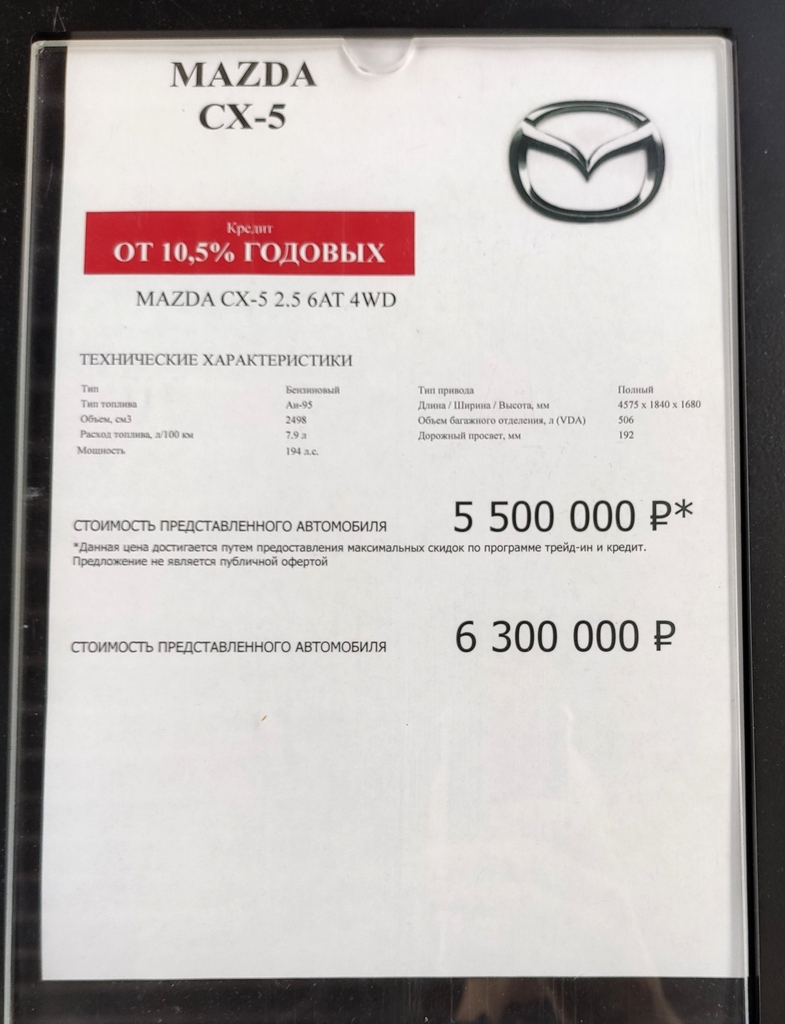 MAZDA
CX-5
Кредит
ОТ 10,5% ГОДОВЫХ
MAZDA CX-5 2.5 6AT 4WD
ТЕХНИЧЕСКИЕ ХАРАКТЕРИСТИКИ
Тип Бензиновый Тип привода Полный
Тип топлива Аи-95 Длина / Ширина / Высота, мм 4575 х 1840 х 1680
Объем, см3 2498 Объем багажного отделения, л (VDA) 506
Расход топлива, л/100 км 7.9 л Дорожный просвет, мм 192
Мощность 194 л.с.
СТОИМОСТЬ ПРЕДСТАВЛЕННОГО АВТОМОБИЛЯ 5 500 000 ₽*
*Данная цена достигается путем предоставления максимальных скидок по программе трейд-ин и кредит.
Предложение не является публичной офертой
СТОИМОСТЬ ПРЕДСТАВЛЕННОГО АВТОМОБИЛЯ 6 300 000 ₽